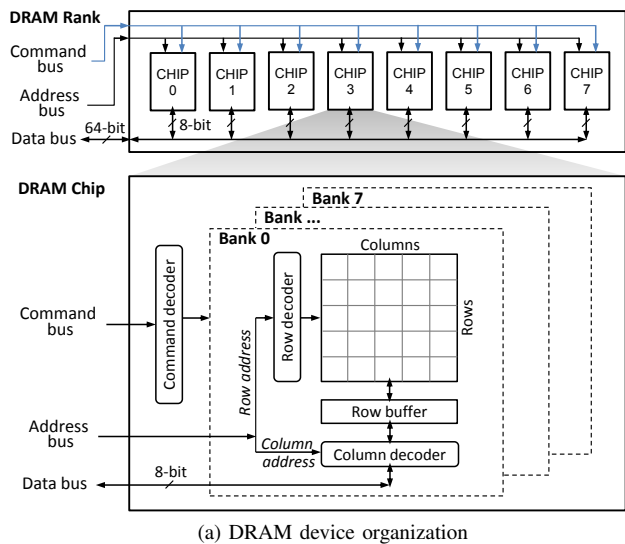 DRAM Rank
Command
bus
Address
bus
Data bus
64-bit
8-bit
CHIP
0
CHIP
1
CHIP
2
CHIP
3
CHIP
4
CHIP
5
CHIP
6
CHIP
7
DRAM Chip
Bank 7
Bank ...
Bank 0
Columns
Rows
Command decoder
Row decoder
Command
bus
Row address
Row buffer
Address
bus
Column
address
Column decoder
8-bit
Data bus
(a) DRAM device organization